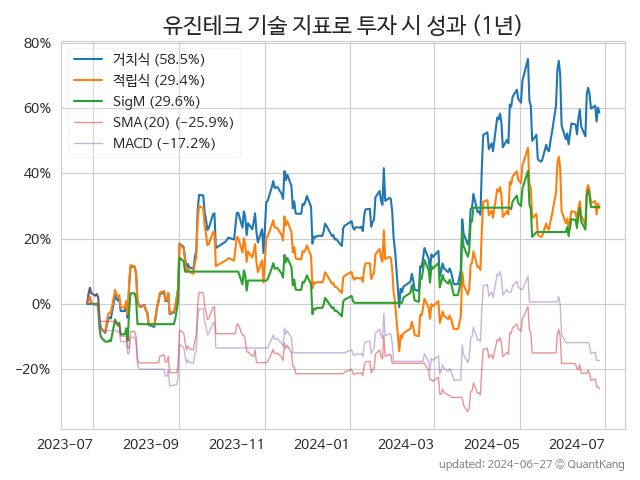 유진테크 기술 지표로 투자 시 성과 (1년)
80%
60%
40%
20%
0%
−20%
거치식 (58.5%)
적립식 (29.4%)
SigM (29.6%)
SMA(20) (−25.9%)
MACD (−17.2%)
2023-07
2023-09
2023-11
2024-01
2024-03
2024-05
2024-07
updated: 2024-06-27 © QuantKang